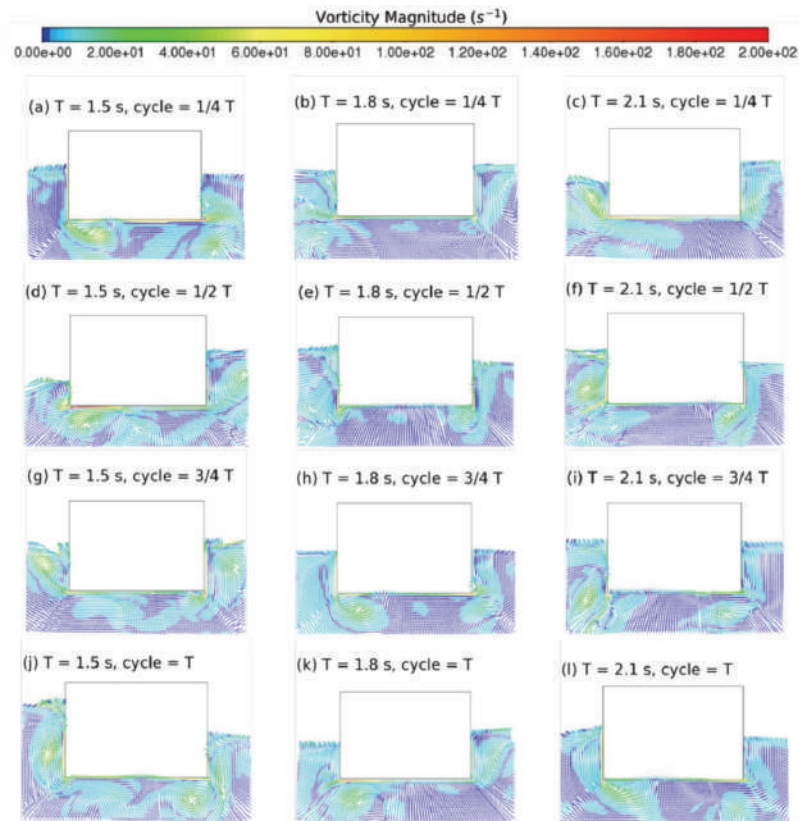 Vorticity Magnitude (s⁻¹)
0.00e+00 2.00e+01 4.00e+01 6.00e+01 8.00e+01 1.00e+02 1.20e+02 1.40e+02 1.60e+02 1.80e+02 2.00e+02
(a) T = 1.5 s, cycle = 1/4 T
(b) T = 1.8 s, cycle = 1/4 T
(c) T = 2.1 s, cycle = 1/4 T
(d) T = 1.5 s, cycle = 1/2 T
(e) T = 1.8 s, cycle = 1/2 T
(f) T = 2.1 s, cycle = 1/2 T
(g) T = 1.5 s, cycle = 3/4 T
(h) T = 1.8 s, cycle = 3/4 T
(i) T = 2.1 s, cycle = 3/4 T
(j) T = 1.5 s, cycle = T
(k) T = 1.8 s, cycle = T
(l) T = 2.1 s, cycle = T